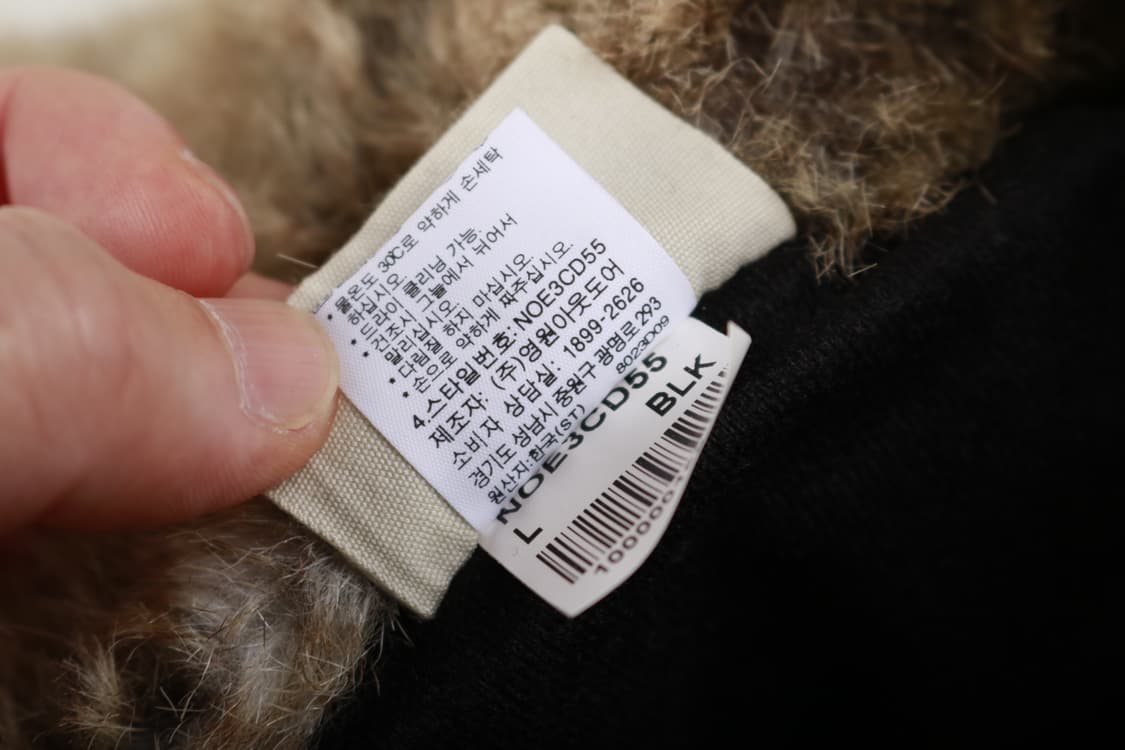 * 물온도 30℃로 약하게 손세탁
하십시오.
* 드라이 클리닝 가능.
* 건조시 그늘에서 뉘어서
말리십시오.
* 다림질 하지 마십시오
* 손으로 약하게 짜주십시오.
4.스타일 번호: NOE3CD55
제조자: (주)영원아웃도어
소비자 상담실: 1899-2626
경기도 성남시 중원구 광명로 293
원산지:한국(ST) 8023D09
NOE3CD55
L BLK
100000